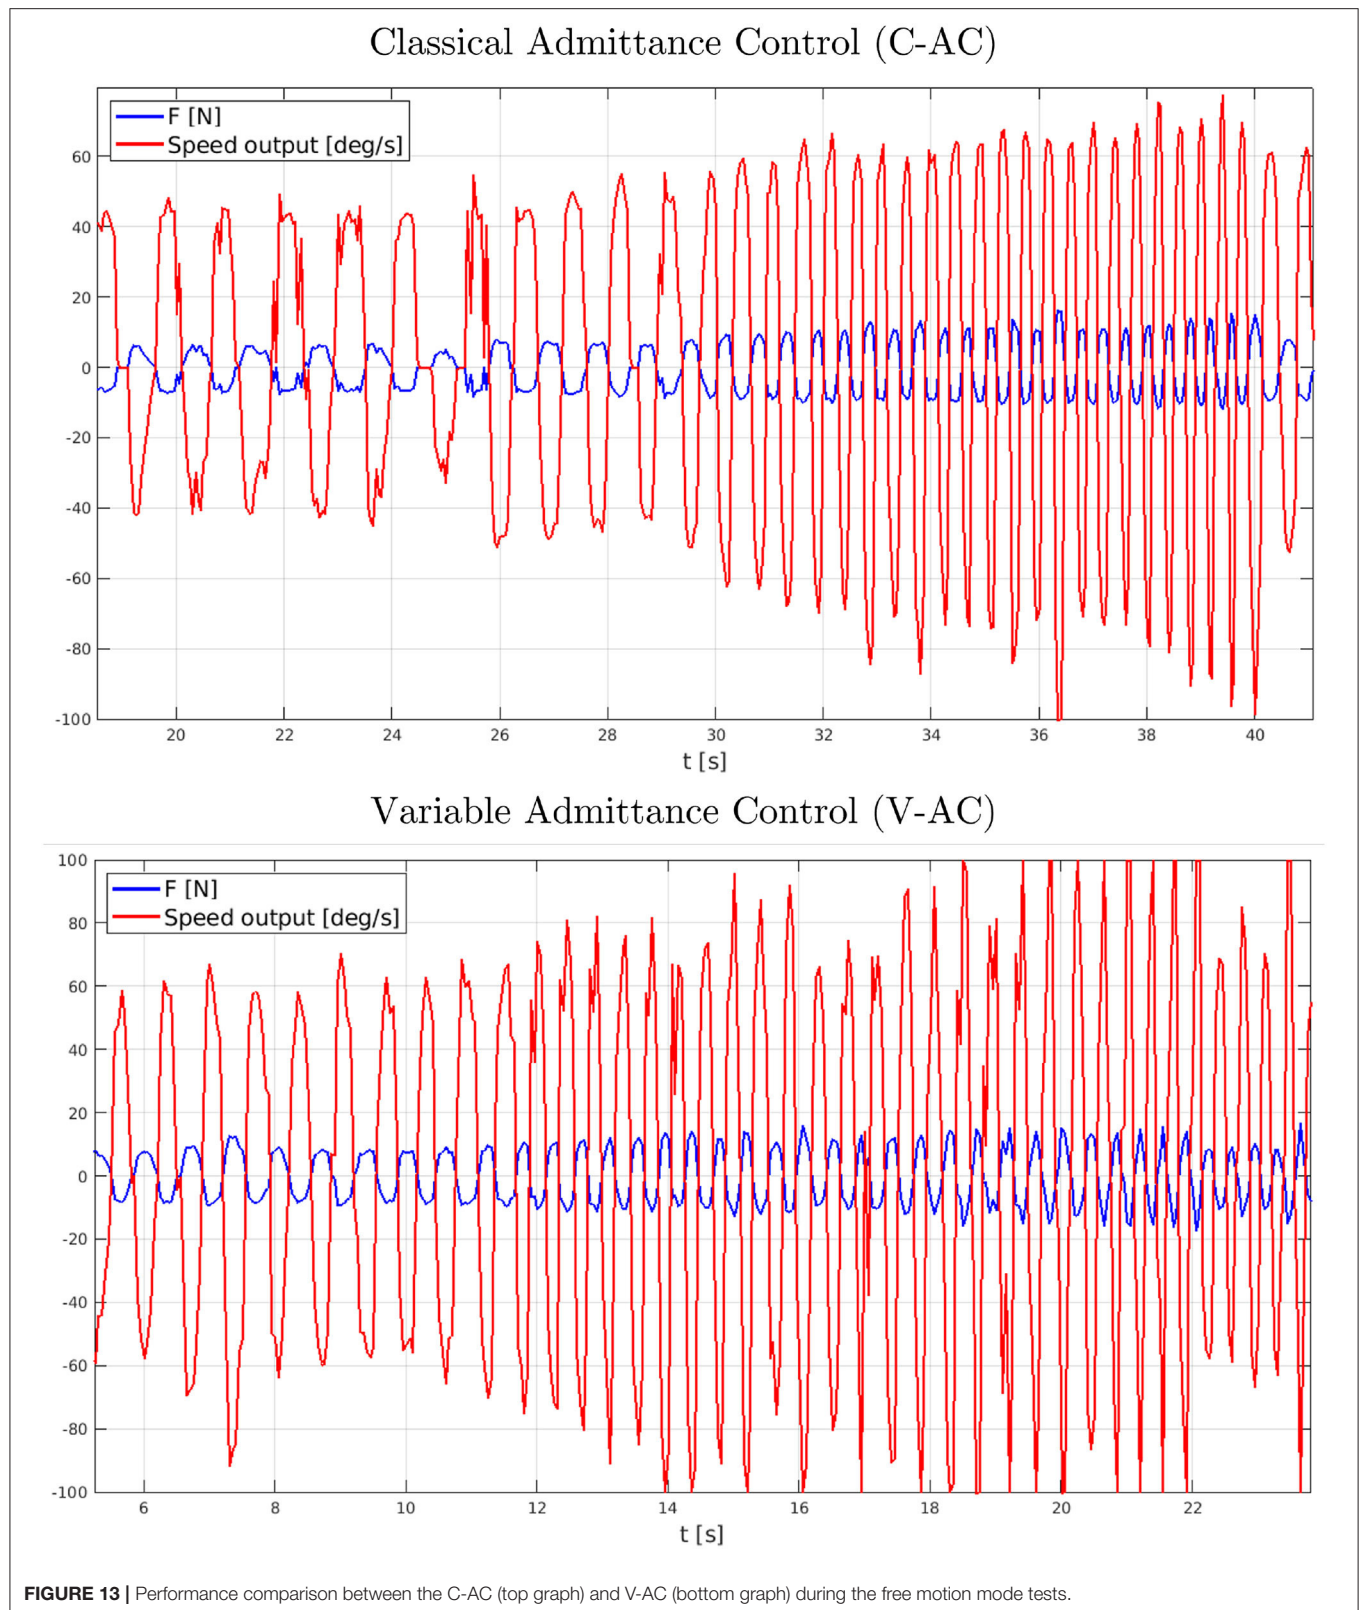 Classical Admittance Control (C-AC)
F [N]
Speed output [deg/s]
60
40
20
0
-20
-40
-60
-80
-100
20 22 24 26 28 30 32 34 36 38 40
t [s]
Variable Admittance Control (V-AC)
F [N]
Speed output [deg/s]
100
80
60
40
20
0
-20
-40
-60
-80
-100
6 8 10 12 14 16 18 20 22
t [s]
FIGURE 13 | Performance comparison between the C-AC (top graph) and V-AC (bottom graph) during the free motion mode tests.